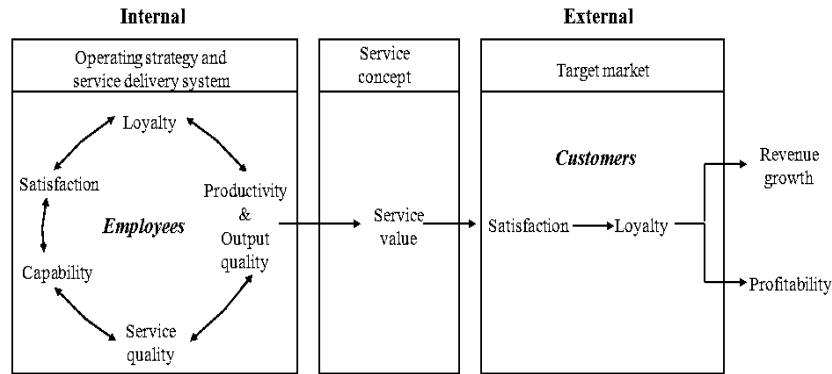 Internal
External
Operating strategy and
service delivery system
Service
concept
Target market
Loyalty
Satisfaction
Employees
Productivity
&
Output
quality
Capability
Service
quality
Service
value
Customers
Satisfaction
Loyalty
Revenue
growth
Profitability